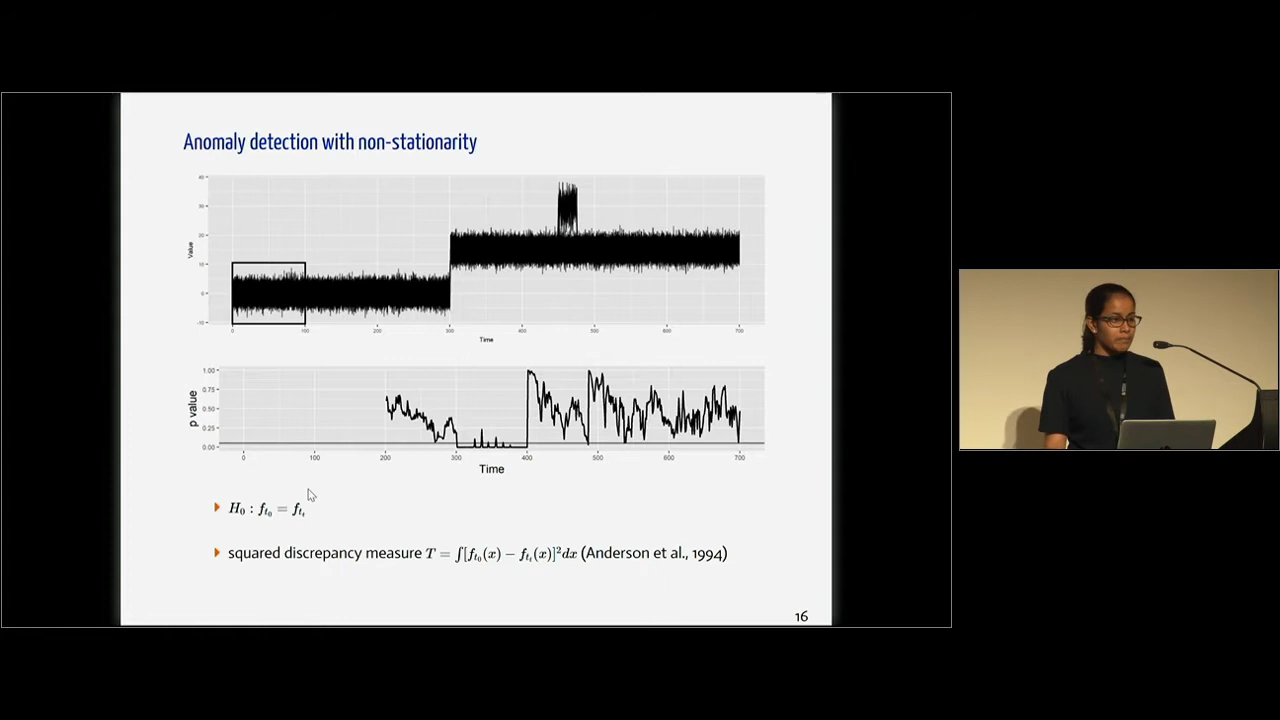 Anomaly detection with non-stationarity
40
30
20
10
0
-10
Value
0 100 200 300 400 500 600 700
Time
1.00
0.75
0.50
0.25
0.00
p value
0 100 200 300 400 500 600 700
Time
H₀ : f_{t₀} = f_{t_t}
squared discrepancy measure T = ∫[f_{t₀}(x) − f_{t_t}(x)]²dx (Anderson et al., 1994)
16